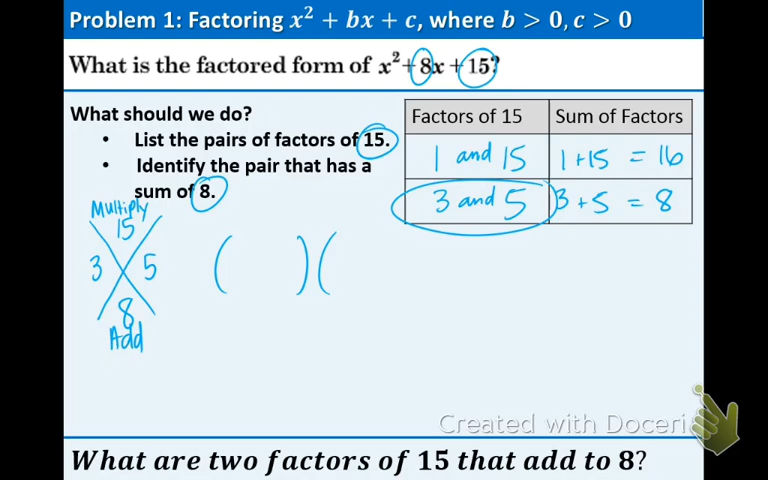 Problem 1: Factoring x² + bx + c, where b > 0, c > 0
What is the factored form of x² + 8x + 15?
What should we do?
• List the pairs of factors of 15.
• Identify the pair that has a
sum of 8.
Factors of 15 Sum of Factors
1 and 15 1 + 15 = 16
3 and 5 3 + 5 = 8
Multiply
15
3 5 ( ) (
8
Add
Created with Doceri
What are two factors of 15 that add to 8?